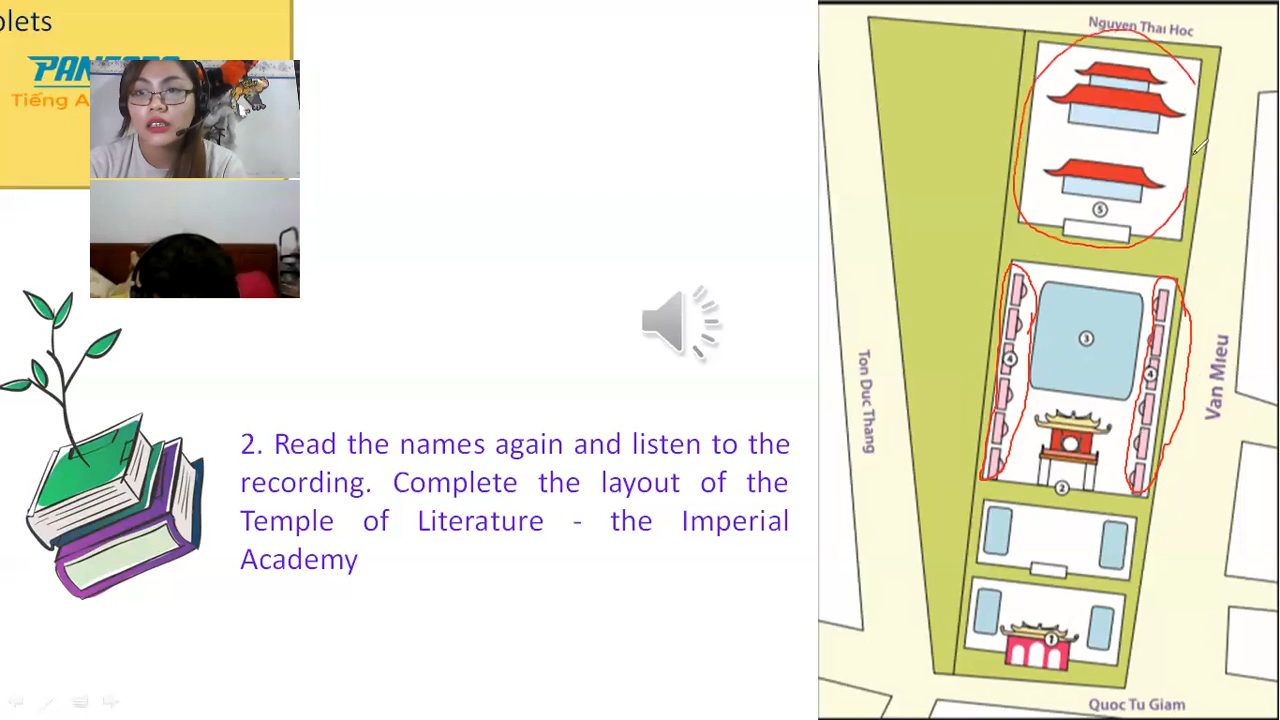 plets
PAN
Tiếng A
2. Read the names again and listen to the
recording. Complete the layout of the
Temple of Literature - the Imperial
Academy
Nguyen Thai Hoc
5
3
4
4
2
1
Ton Duc Thang
Van Mieu
Quoc Tu Giam